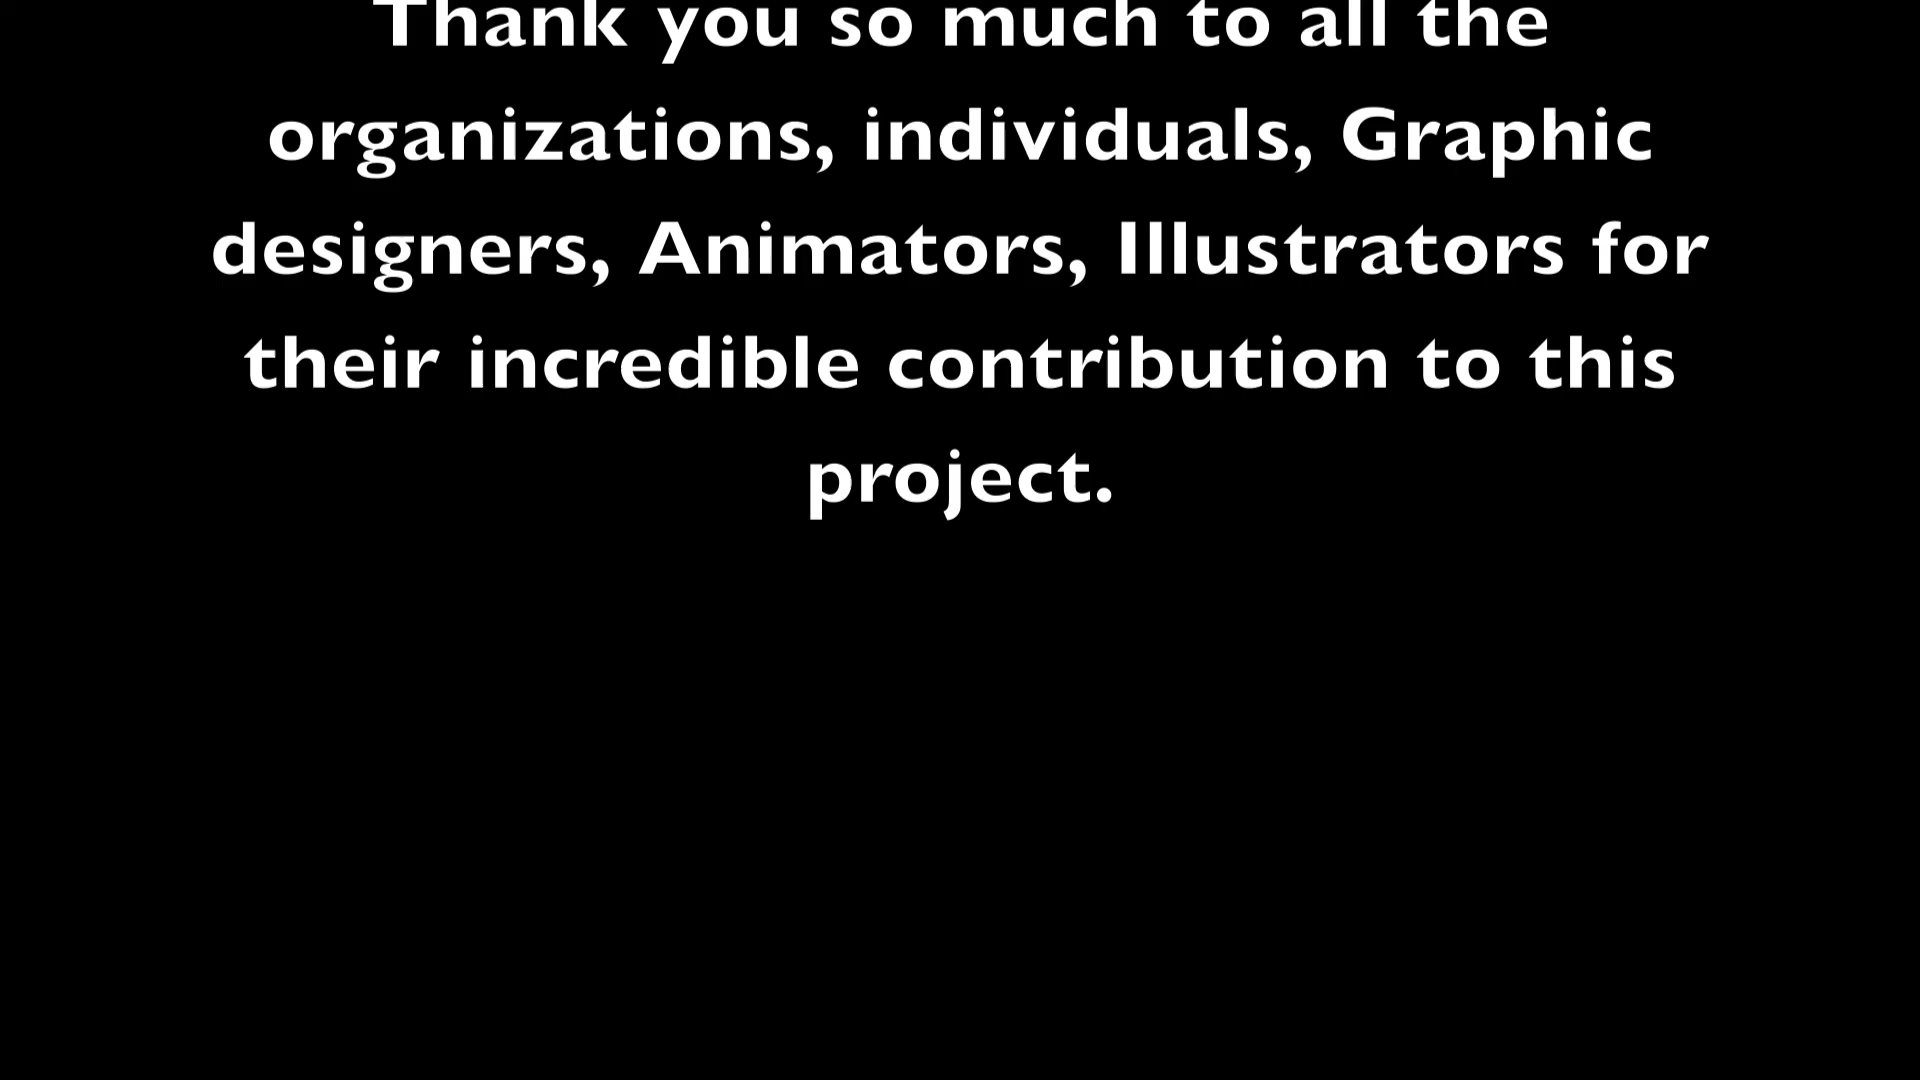 Thank you so much to all the
organizations, individuals, Graphic
designers, Animators, Illustrators for
their incredible contribution to this
project.